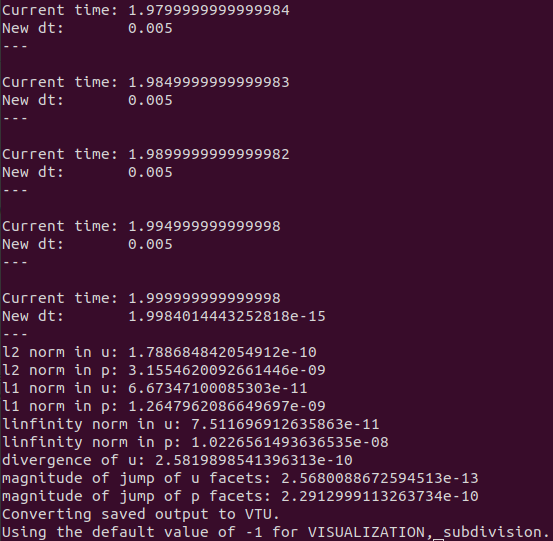 Current time: 1.9799999999999984
New dt:       0.005
---
Current time: 1.9849999999999983
New dt:       0.005
---
Current time: 1.9899999999999982
New dt:       0.005
---
Current time: 1.994999999999998
New dt:       0.005
---
Current time: 1.999999999999998
New dt:       1.9984014443252818e-15
---
l2 norm in u: 1.788684842054912e-10
l2 norm in p: 3.1554620092661446e-09
l1 norm in u: 6.67347100085303e-11
l1 norm in p: 1.2647962086649697e-09
linfinity norm in u: 7.511696912635863e-11
linfinity norm in p: 1.0226561493636535e-08
divergence of u: 2.5819898541396313e-10
magnitude of jump of u facets: 2.5680088672594513e-13
magnitude of jump of p facets: 2.2912999113263734e-10
Converting saved output to VTU.
Using the default value of -1 for VISUALIZATION, subdivision.